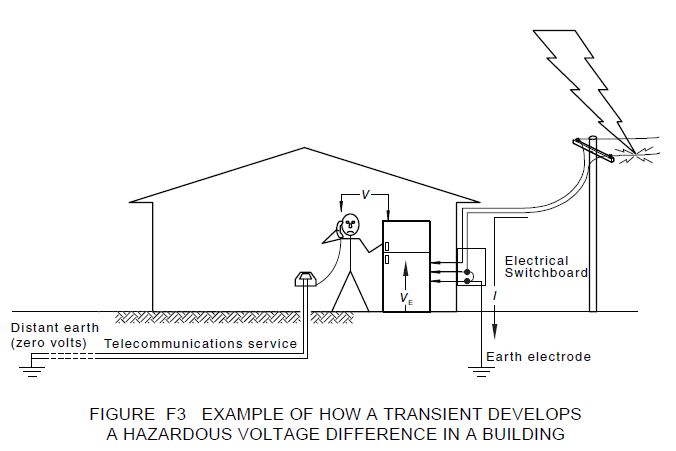 V
Electrical
Switchboard
V E
I
Distant earth
(zero volts)
Telecommunications service
Earth electrode
FIGURE F3 EXAMPLE OF HOW A TRANSIENT DEVELOPS
A HAZARDOUS VOLTAGE DIFFERENCE IN A BUILDING